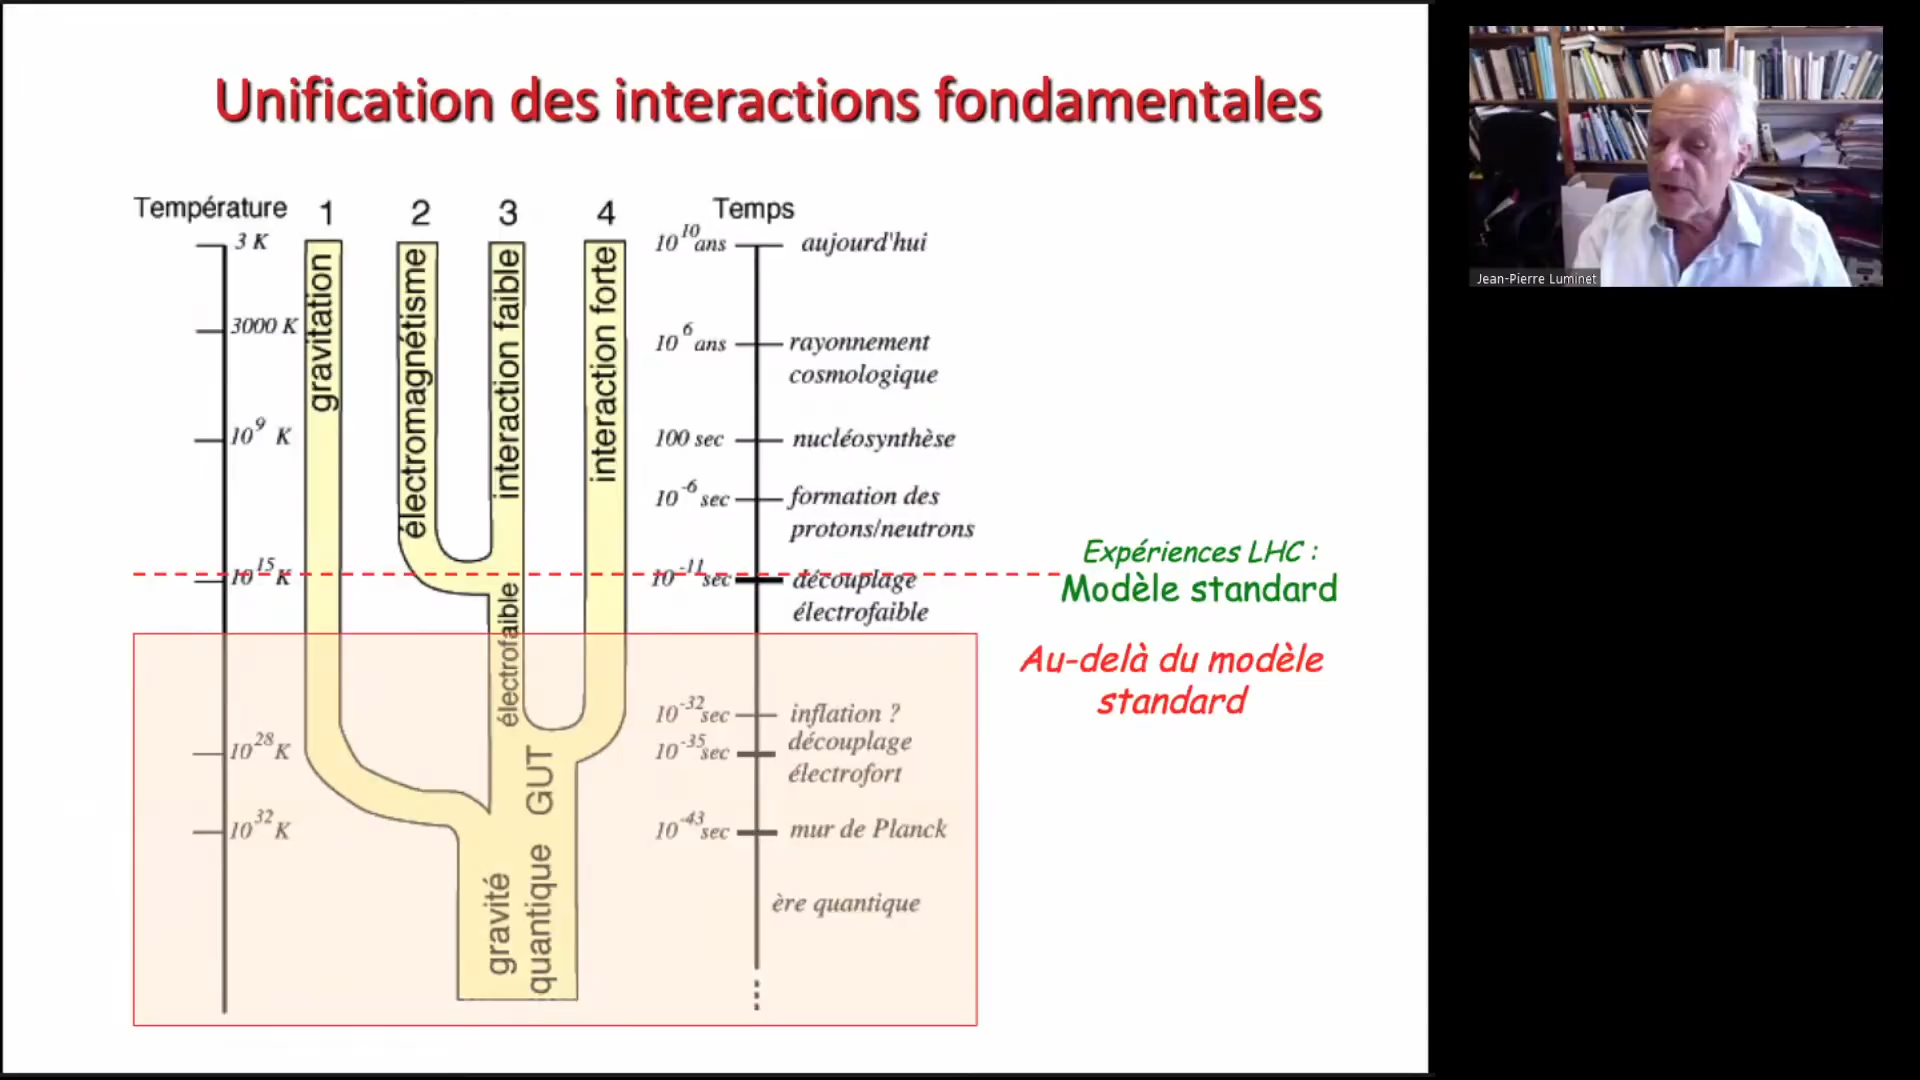 Unification des interactions fondamentales
Température 1 2 3 4 Temps
3 K
3000 K
10⁹ K
10¹⁵ K
10²⁸ K
10³² K
gravitation
électromagnétisme
interaction faible
interaction forte
électrofaible
GUT
gravité
quantique
10¹⁰ ans aujourd'hui
10⁶ ans rayonnement
cosmologique
100 sec nucléosynthèse
10⁻⁶ sec formation des
protons/neutrons
10⁻¹¹ sec découplage
électrofaible
10⁻³² sec inflation ?
10⁻³⁵ sec découplage
électrofort
10⁻⁴³ sec mur de Planck
ère quantique
Expériences LHC :
Modèle standard
Au-delà du modèle
standard
Jean-Pierre Luminet